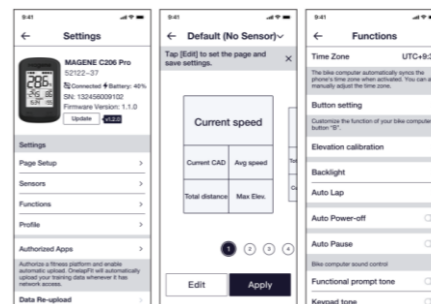 9:41
Settings
MAGENE C206 Pro
52122-37
Connected Battery: 40%
SN: 132456009102
Firmware Version: 1.1.0
Update V1.2.0
Settings
Page Setup
Sensors
Functions
Profile
Authorized Apps
Authorize a fitness platform and enable
automatic upload. OnelapFit will automatically
upload your training data whenever it has
network access.
Data Re-upload
9:41
Default (No Sensor)
Tap [Edit] to set the page and
save settings.
Current speed
Current CAD Avg speed
Total distance Max Elev.
1 2 3 4
Edit Apply
9:41
Functions
Time Zone UTC+9:3
The bike computer automatically syncs the
phone's time zone when activated. You can a
manually adjust the time zone.
Button setting
Customize the function of your bike computer
button "B".
Elevation calibration
Backlight
Auto Lap
Auto Power-off
Auto Pause
Bike computer sound control
Functional prompt tone
Keypad tone